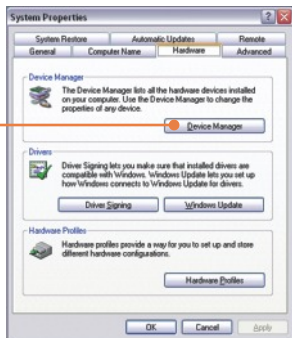 System Properties
System Restore Automatic Updates Remote
General Computer Name Hardware Advanced
Device Manager
The Device Manager lists all the hardware devices installed
on your computer. Use the Device Manager to change the
properties of any device.
Device Manager
Drivers
Driver Signing lets you make sure that installed drivers are
compatible with Windows. Windows Update lets you set up
how Windows connects to Windows Update for drivers.
Driver Signing Windows Update
Hardware Profiles
Hardware profiles provide a way for you to set up and store
different hardware configurations.
Hardware Profiles
OK Cancel Apply